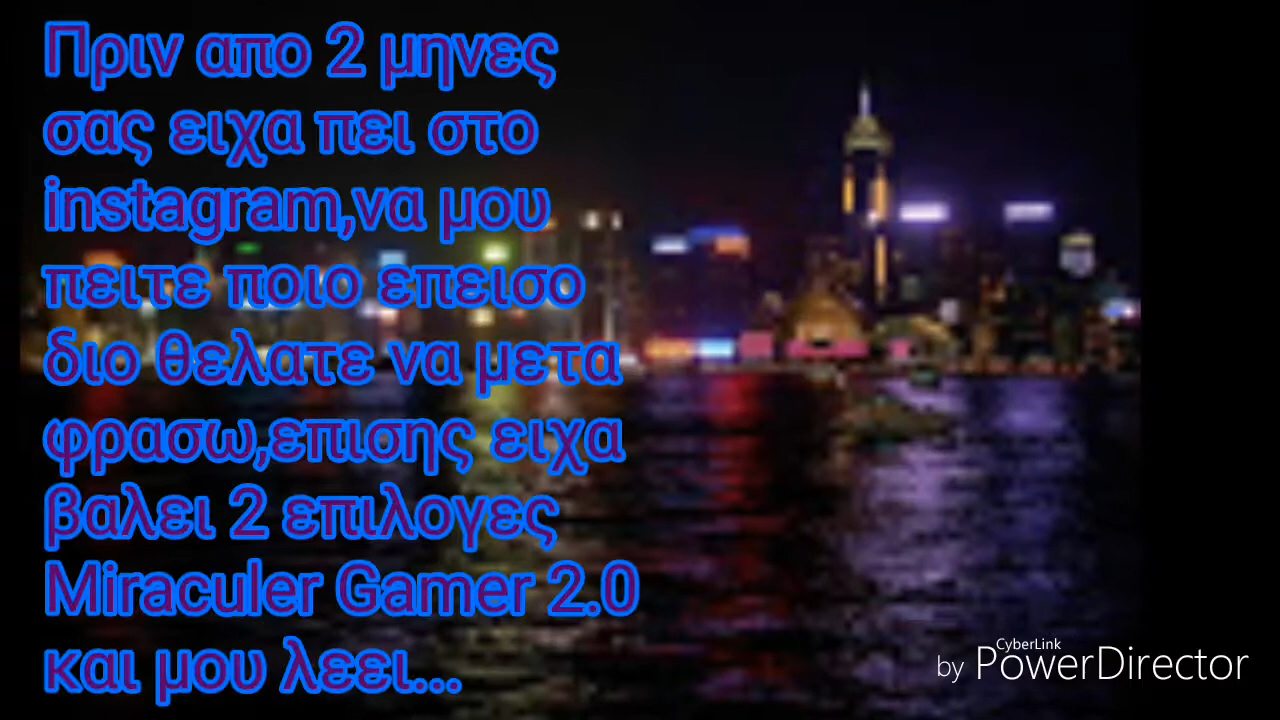 Πριν απο 2 μηνες
σας ειχα πει στο
instagram,να μου
πειτε ποιο επεισο
διο θελατε να μετα
φρασω,επισης ειχα
βαλει 2 επιλογες
Miraculer Gamer 2.0
και μου λεει...
CyberLink
by PowerDirector